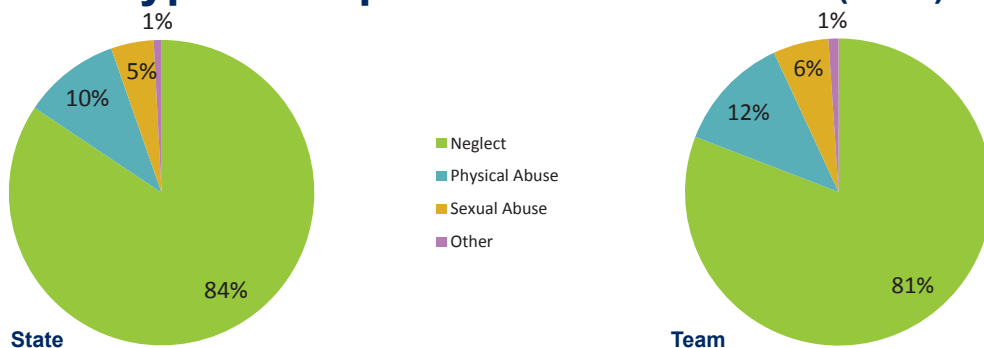 1%
5%
10%
84%
State
Neglect
Physical Abuse
Sexual Abuse
Other
1%
6%
12%
81%
Team